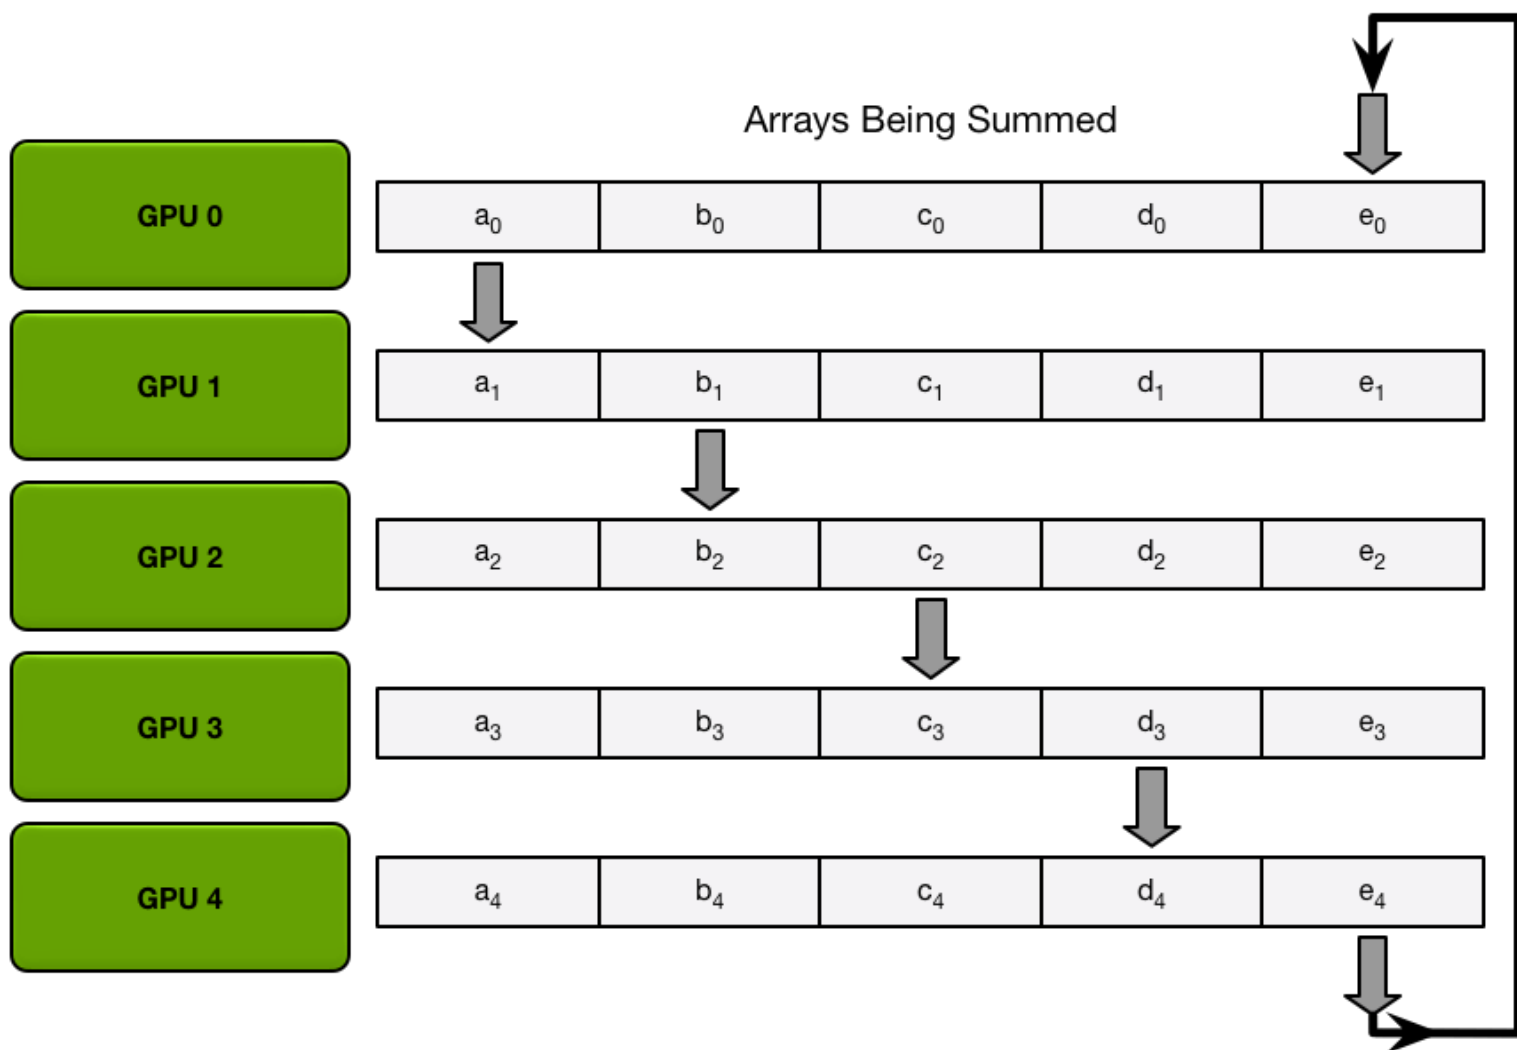 Arrays Being Summed
GPU 0 a₀ b₀ c₀ d₀ e₀
GPU 1 a₁ b₁ c₁ d₁ e₁
GPU 2 a₂ b₂ c₂ d₂ e₂
GPU 3 a₃ b₃ c₃ d₃ e₃
GPU 4 a₄ b₄ c₄ d₄ e₄